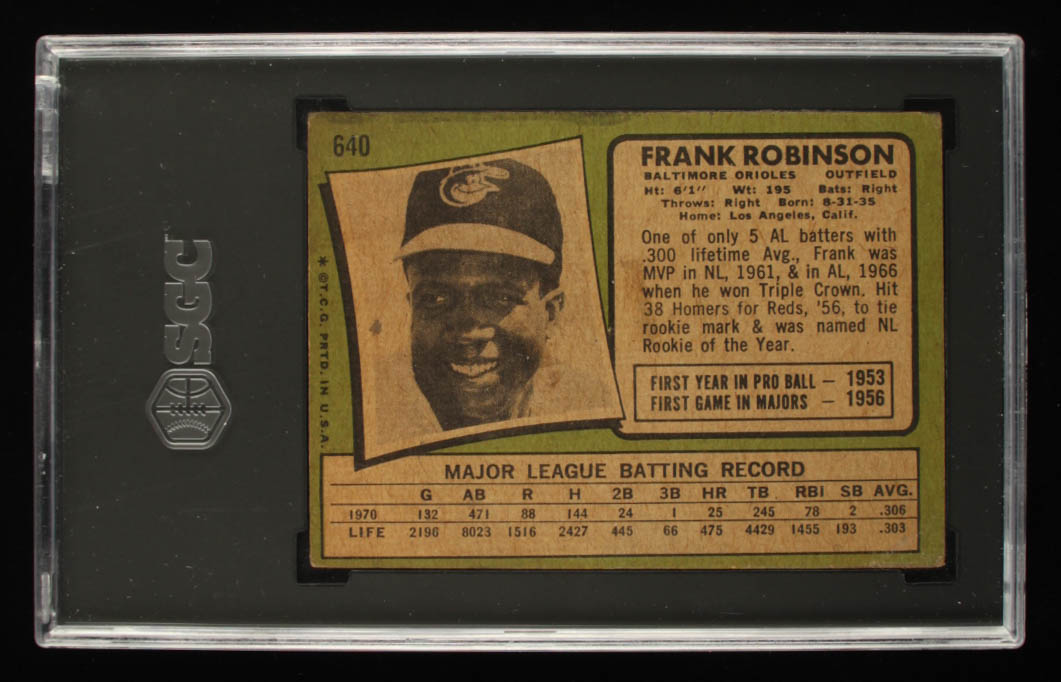 640
FRANK ROBINSON
BALTIMORE ORIOLES OUTFIELD
Ht: 6'1" Wt: 195 Bats: Right
Throws: Right Born: 8-31-35
Home: Los Angeles, Calif.
One of only 5 AL batters with
.300 lifetime Avg., Frank was
MVP in NL, 1961, & in AL, 1966
when he won Triple Crown. Hit
38 Homers for Reds, '56, to tie
rookie mark & was named NL
Rookie of the Year.
FIRST YEAR IN PRO BALL — 1953
FIRST GAME IN MAJORS — 1956
* © T.C.G. PRTD. IN U.S.A.
MAJOR LEAGUE BATTING RECORD
G AB R H 2B 3B HR TB RBI SB AVG.
1970 132 471 88 144 24 1 25 245 78 2 .306
LIFE 2196 8023 1516 2427 445 66 475 4429 1455 193 .303
SGC